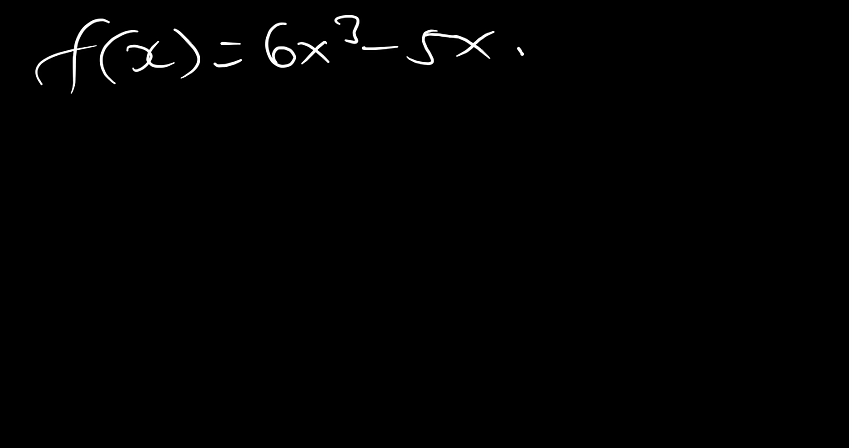 f(x) = 6x³ - 5x.